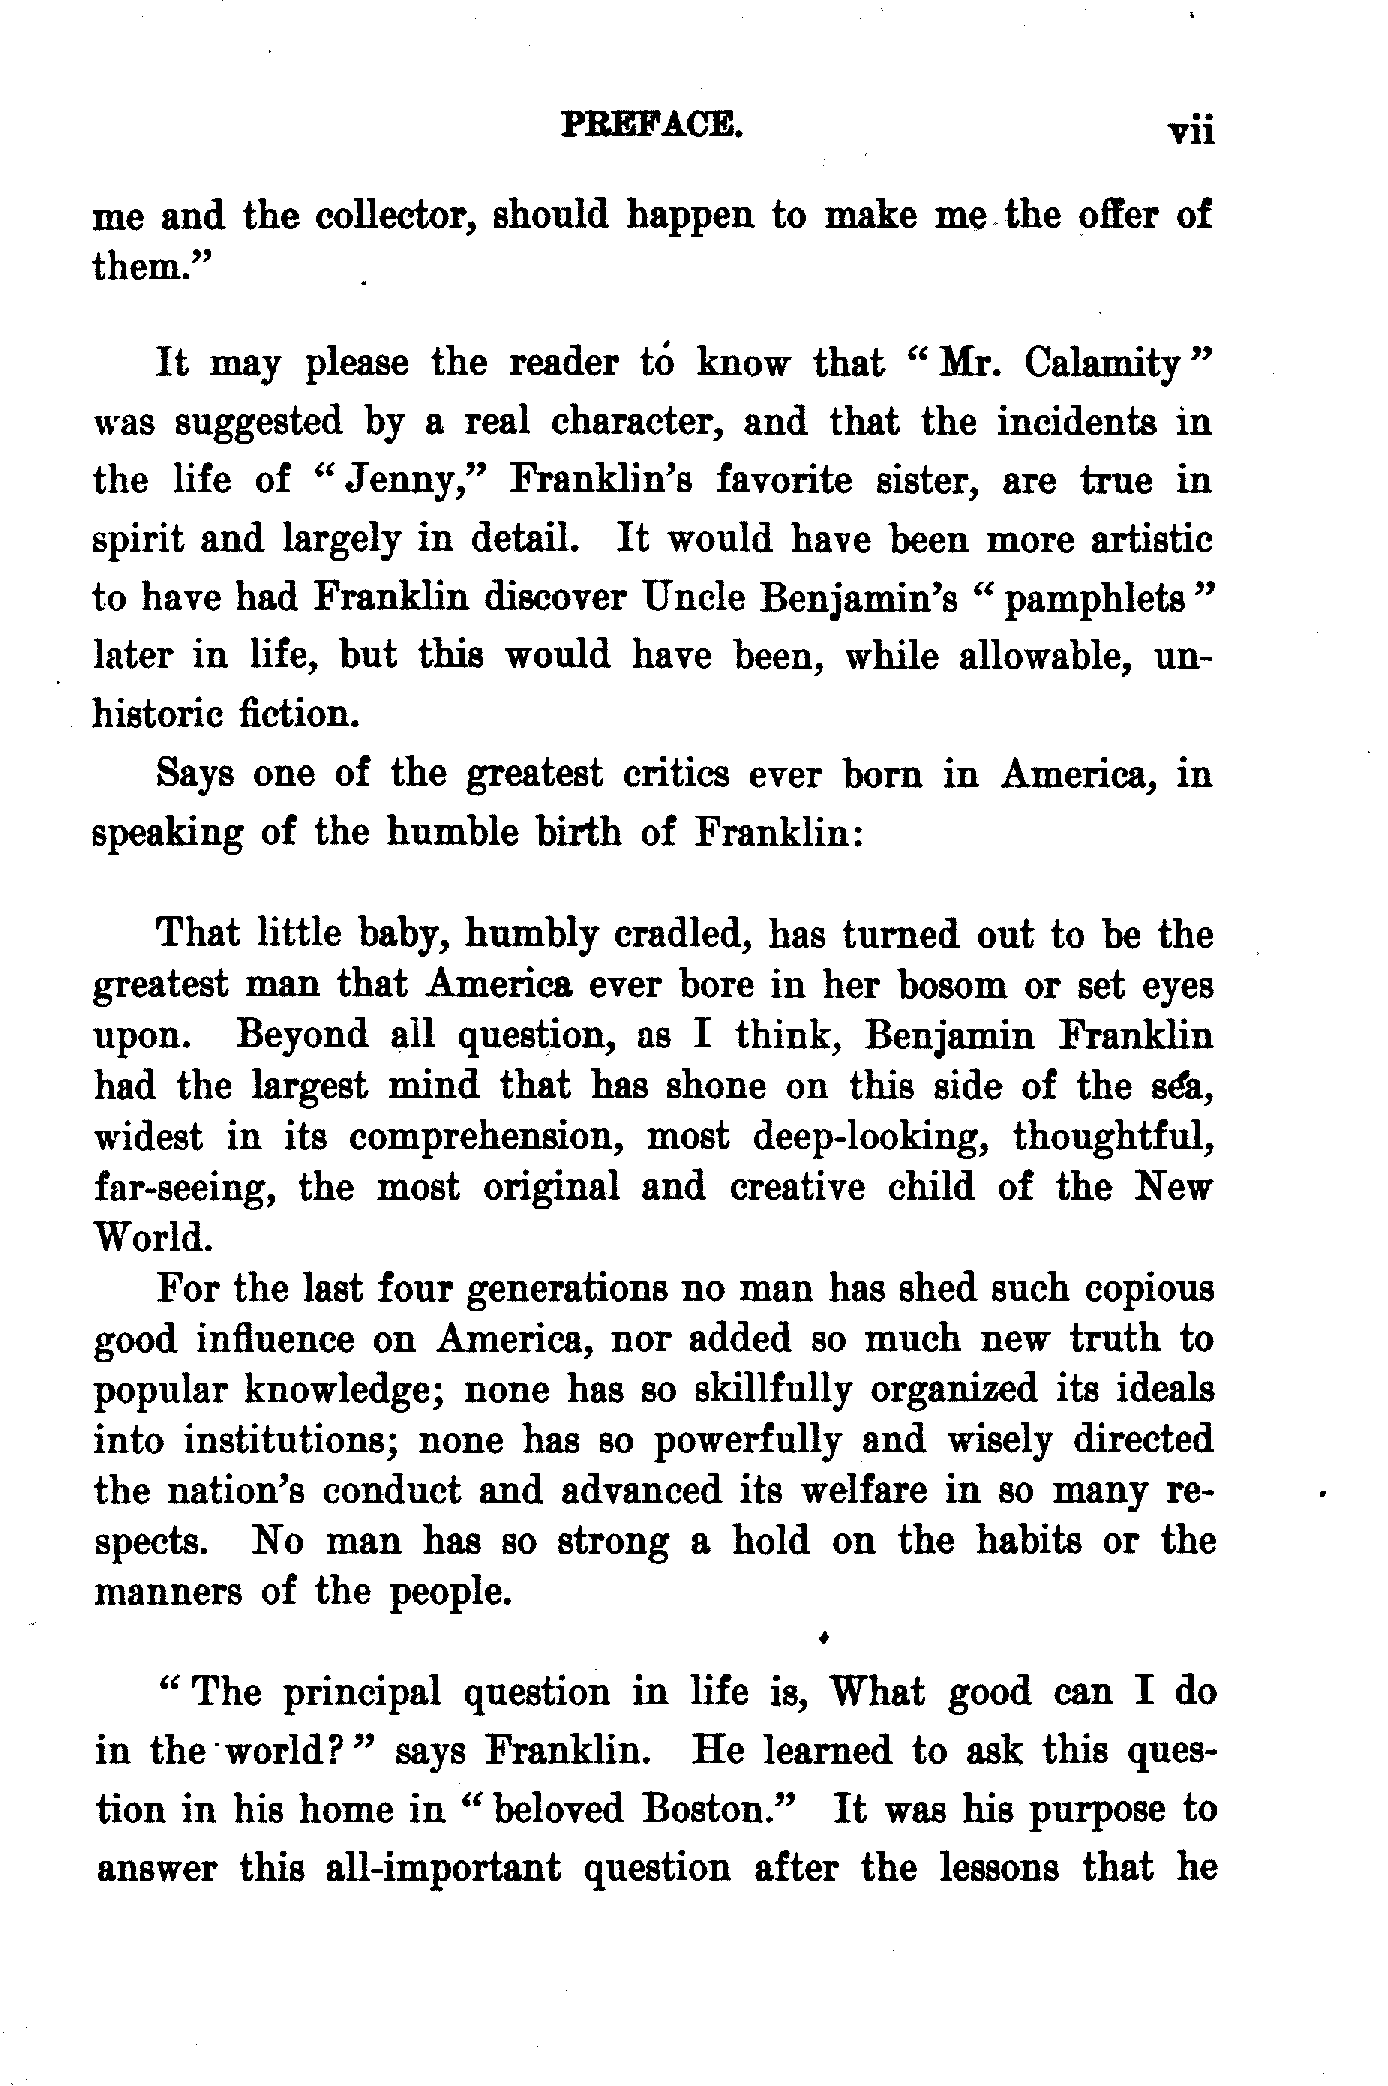 PREFACE. vii
me and the collector, should happen to make me the offer of
them.”
It may please the reader to know that “Mr. Calamity”
was suggested by a real character, and that the incidents in
the life of “Jenny,” Franklin’s favorite sister, are true in
spirit and largely in detail. It would have been more artistic
to have had Franklin discover Uncle Benjamin’s “pamphlets”
later in life, but this would have been, while allowable, un-
historic fiction.
Says one of the greatest critics ever born in America, in
speaking of the humble birth of Franklin:
That little baby, humbly cradled, has turned out to be the
greatest man that America ever bore in her bosom or set eyes
upon. Beyond all question, as I think, Benjamin Franklin
had the largest mind that has shone on this side of the sea,
widest in its comprehension, most deep-looking, thoughtful,
far-seeing, the most original and creative child of the New
World.
For the last four generations no man has shed such copious
good influence on America, nor added so much new truth to
popular knowledge; none has so skillfully organized its ideals
into institutions; none has so powerfully and wisely directed
the nation’s conduct and advanced its welfare in so many re-
spects. No man has so strong a hold on the habits or the
manners of the people.
“The principal question in life is, What good can I do
in the world?” says Franklin. He learned to ask this ques-
tion in his home in “beloved Boston.” It was his purpose to
answer this all-important question after the lessons that he